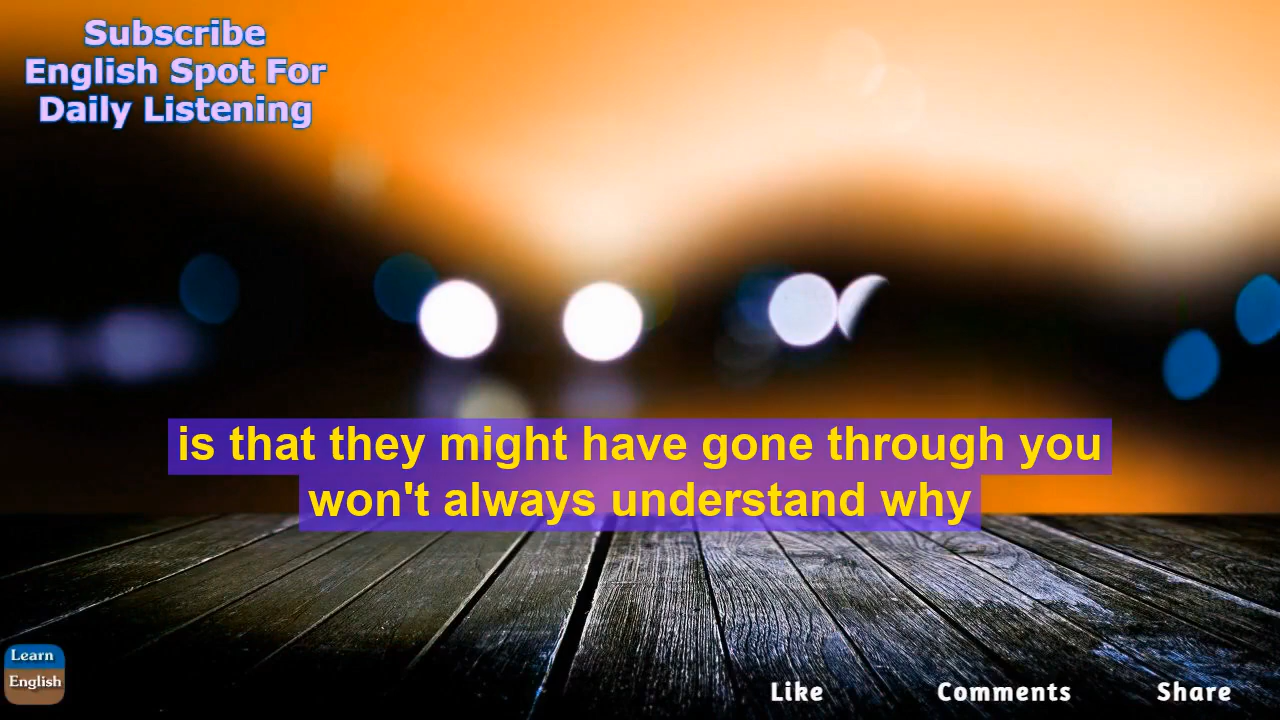 Subscribe
English Spot For
Daily Listening
is that they might have gone through you
won't always understand why
Learn
English
Like
Comments
Share